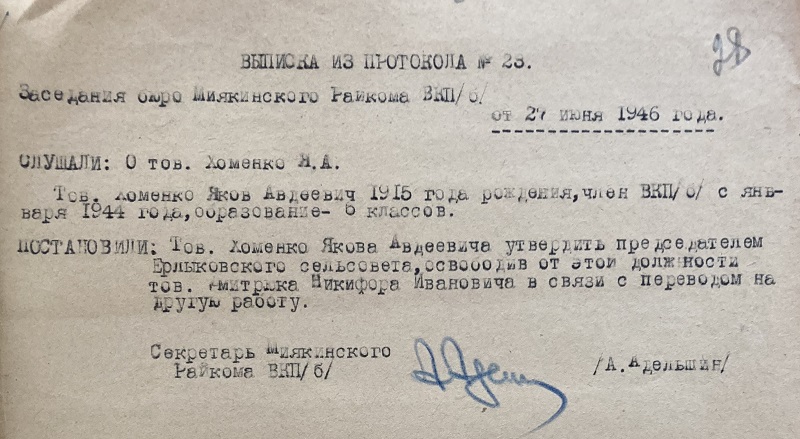 28
ВЫПИСКА ИЗ ПРОТОКОЛА № 23.
Заседания бюро Миякинского Райкома ВКП/б/
от 27 июня 1946 года.
СЛУШАЛИ: О тов. Хоменко Я.А.
Тов. Хоменко Яков Авдеевич 1915 года рождения,член ВКП/б/ с янв-
варя 1944 года,образование- 6 классов.
ПОСТАНОВИЛИ: Тов. Хоменко Якова Авдеевича утвердить председателем
Ерлыковского сельсовета,освободив от этой должности
тов. Дмитрюка Никифора Ивановича в связи с переводом на
другую работу.
Секретарь Миякинского
Райкома ВКП/б/
/А.Адельшин/